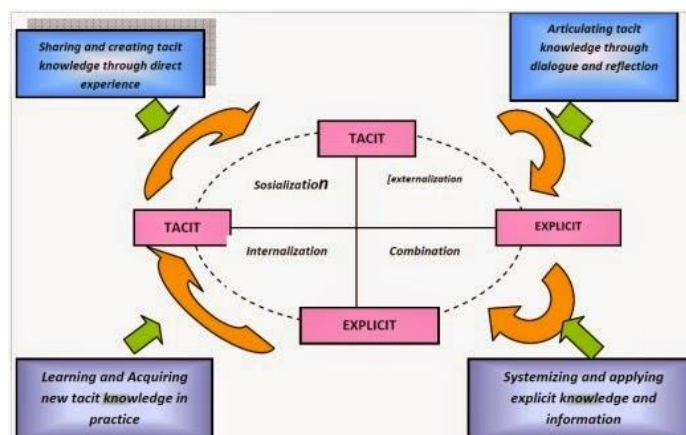 Sharing and creating tacit
knowledge through direct
experience
Articulating tacit
knowledge through
dialogue and reflection
TACIT
Sosialization
[externalization
TACIT
EXPLICIT
Internalization
Combination
EXPLICIT
Learning and Acquiring
new tacit knowledge in
practice
Systemizing and applying
explicit knowledge and
information